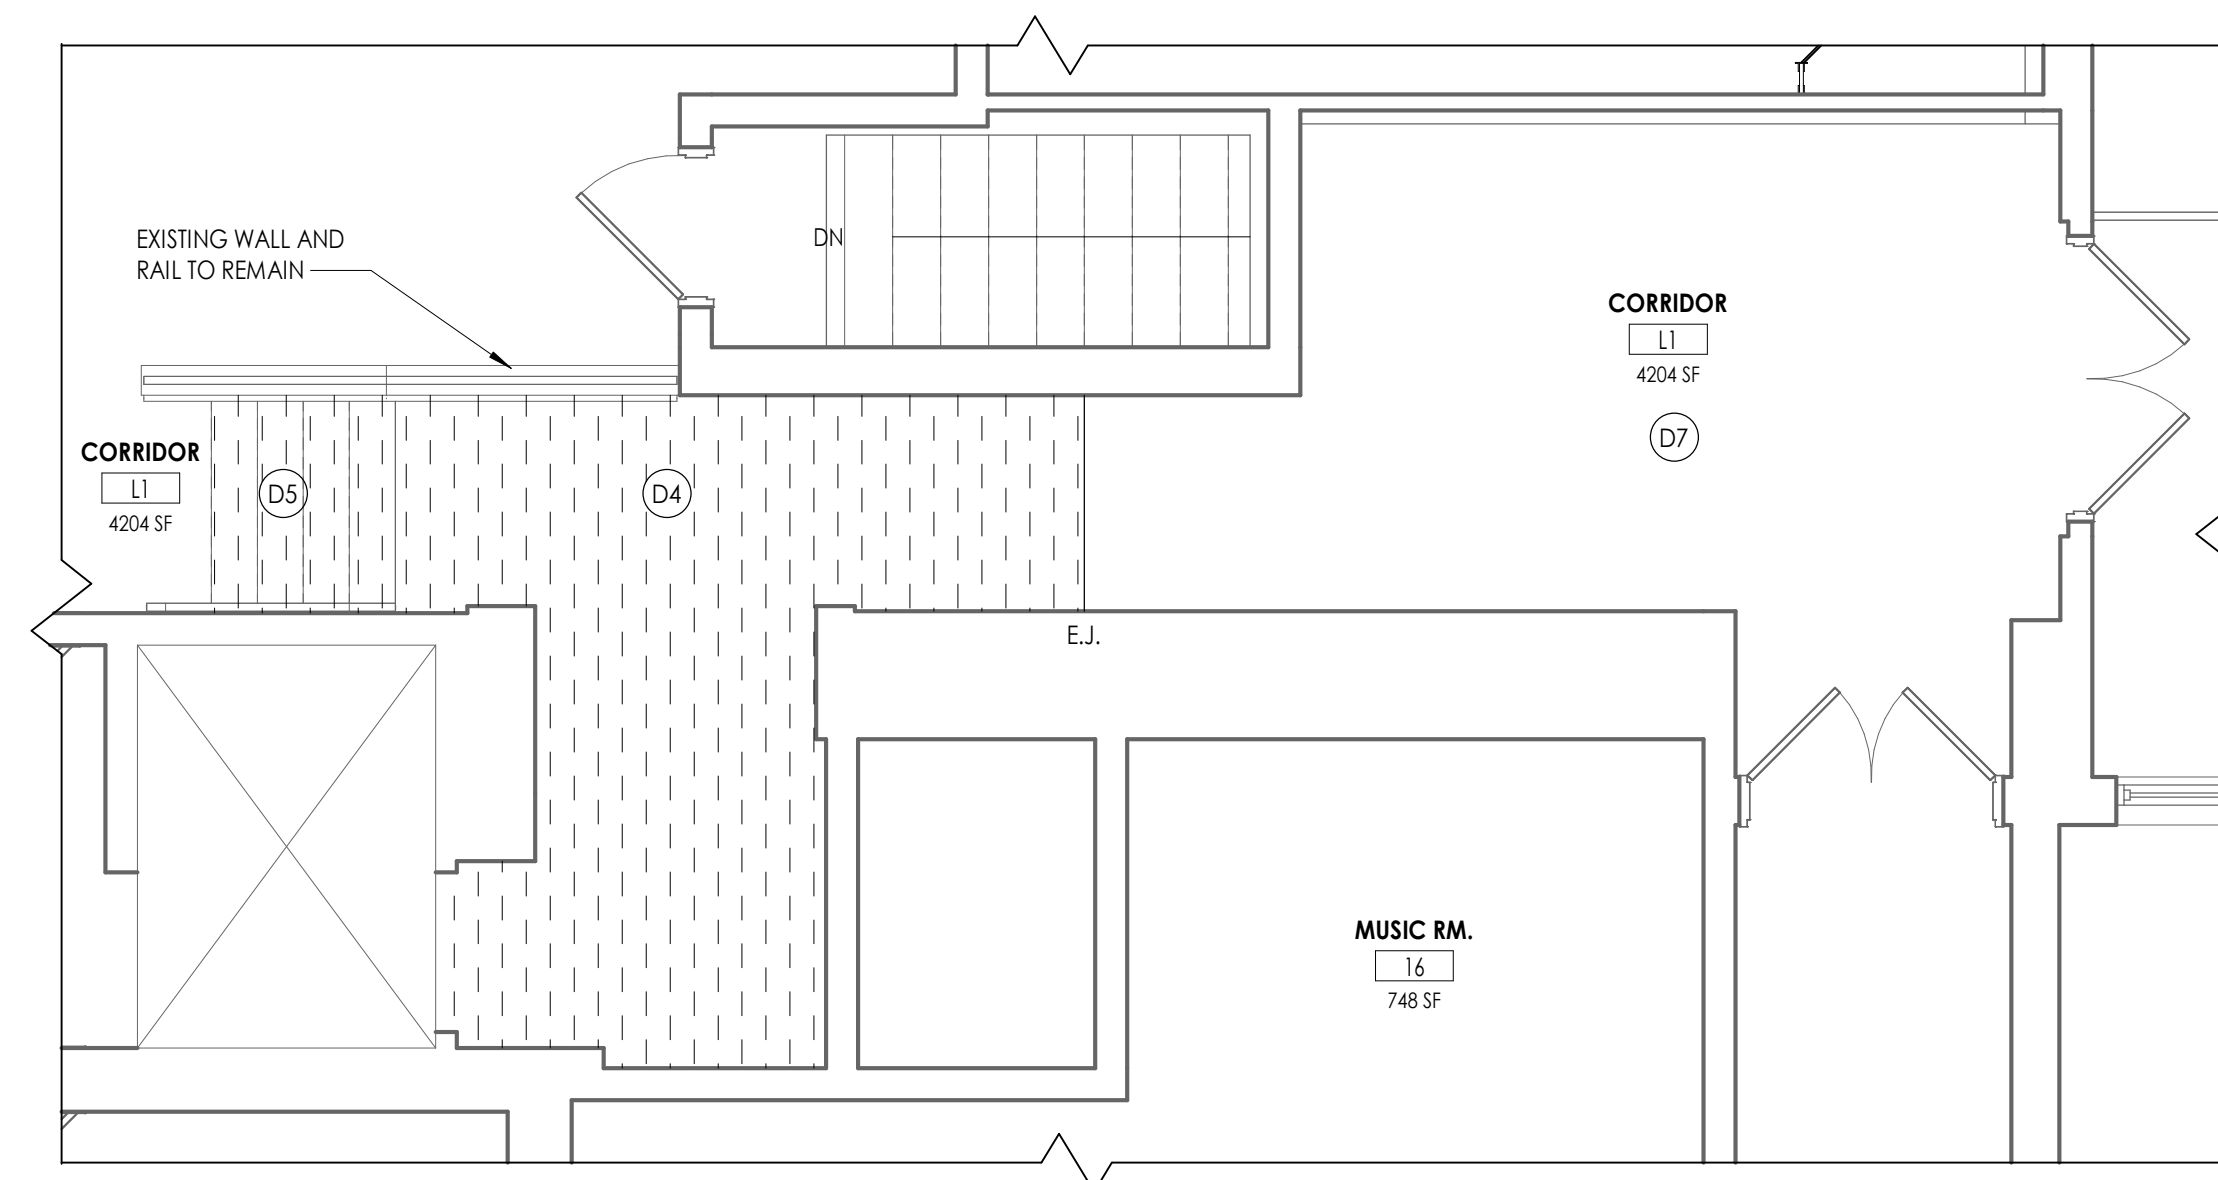 EXISTING WALL AND
RAIL TO REMAIN
DN
CORRIDOR
L1
4204 SF
D7
CORRIDOR
L1
4204 SF
D5
D4
E.J.
MUSIC RM.
16
748 SF